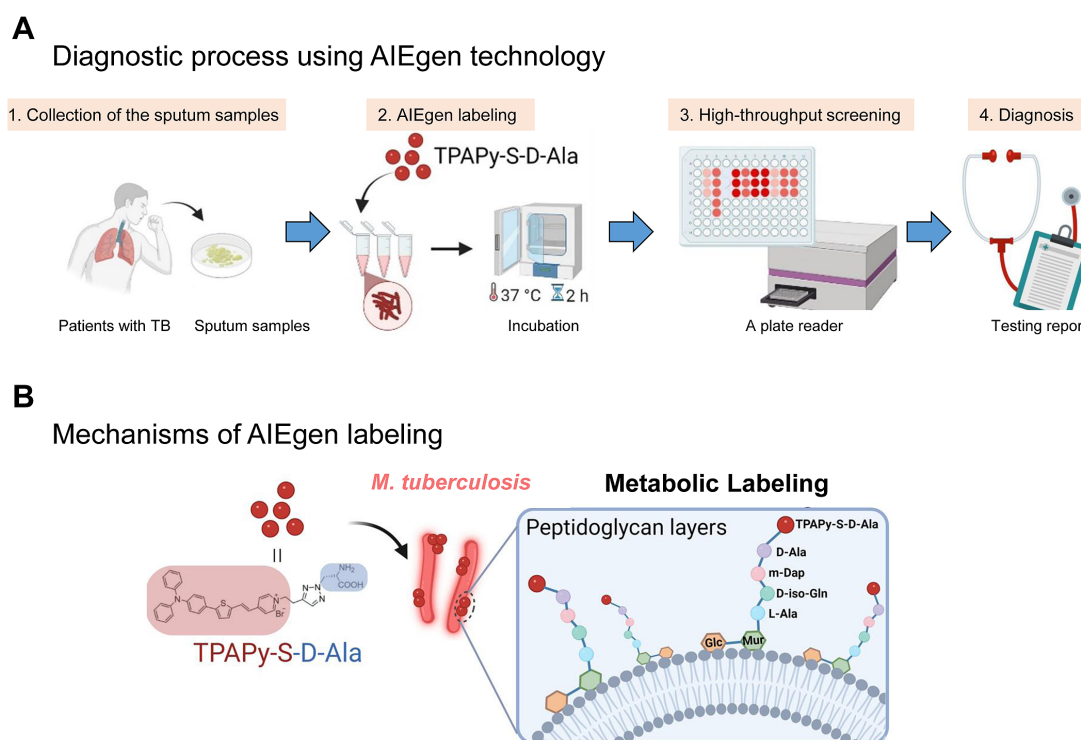 A
Diagnostic process using AIEgen technology
1. Collection of the sputum samples
2. AIEgen labeling
3. High-throughput screening
4. Diagnosis
TPAPy-S-D-Ala
37 °C
2 h
Patients with TB
Sputum samples
Incubation
A plate reader
Testing repor
B
Mechanisms of AIEgen labeling
M. tuberculosis
Metabolic Labeling
Peptidoglycan layers
TPAPy-S-D-Ala
D-Ala
m-Dap
D-iso-Gln
L-Ala
Glc
Mur
=
NH₂
COOH
N
S
N⁺
Br⁻
N
N
N
TPAPy-S-D-Ala